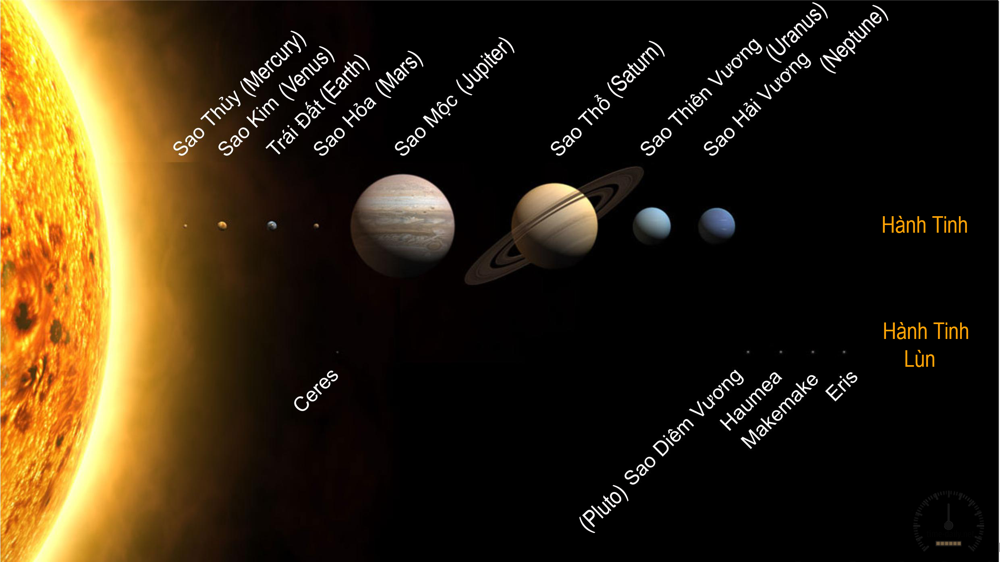 Sao Thủy (Mercury)
Sao Kim (Venus)
Trái Đất (Earth)
Sao Hỏa (Mars)
Sao Mộc (Jupiter)
Sao Thổ (Saturn)
Sao Thiên Vương (Uranus)
Sao Hải Vương (Neptune)
Hành Tinh
Hành Tinh
Lùn
Ceres
(Pluto) Sao Diêm Vương
Haumea
Makemake
Eris